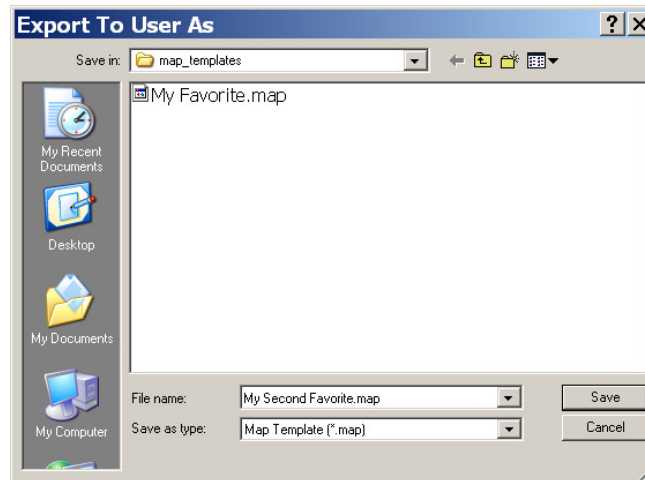 Export To User As
?
Save in: map_templates
My Favorite.map
My Recent
Documents
Desktop
My Documents
My Computer
File name: My Second Favorite.map Save
Save as type: Map Template (*.map) Cancel